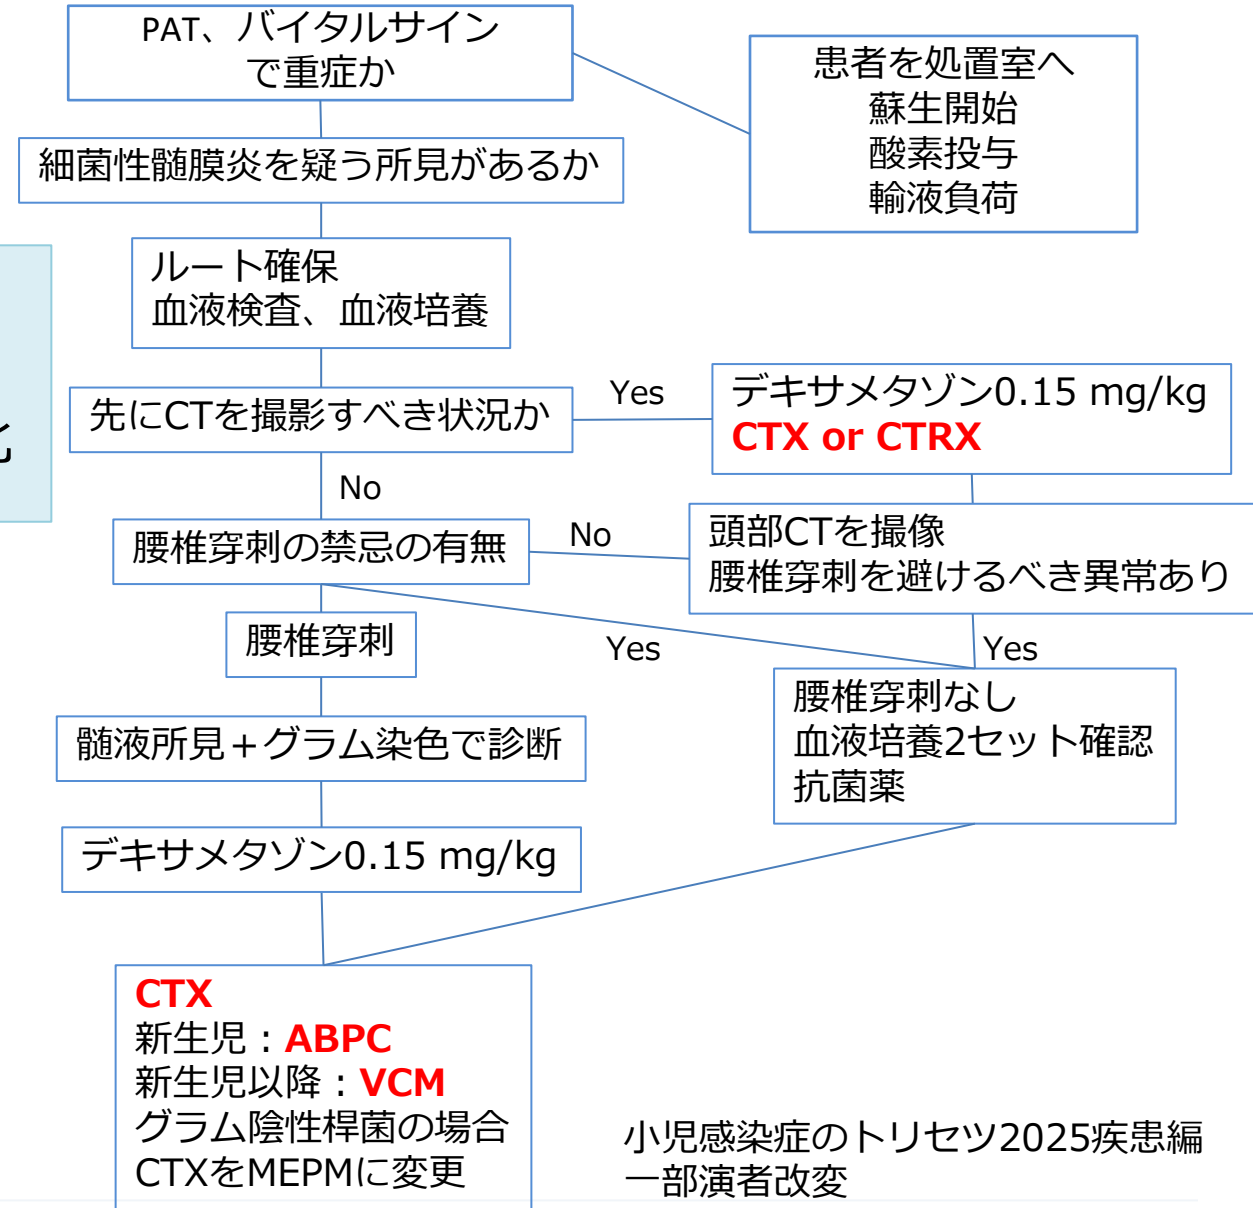 PAT、バイタルサイン
で重症か
患者を処置室へ
蘇生開始
酸素投与
輸液負荷
細菌性髄膜炎を疑う所見があるか
ルート確保
血液検査、血液培養
先にCTを撮影すべき状況か
Yes
デキサメタゾン0.15 mg/kg
CTX or CTRX
No
腰椎穿刺の禁忌の有無
No
頭部CTを撮像
腰椎穿刺を避けるべき異常あり
腰椎穿刺
Yes
Yes
腰椎穿刺なし
血液培養2セット確認
抗菌薬
髄液所見＋グラム染色で診断
デキサメタゾン0.15 mg/kg
CTX
新生児：ABPC
新生児以降：VCM
グラム陰性桿菌の場合
CTXをMEPMに変更
小児感染症のトリセツ2025疾患編
一部演者改変